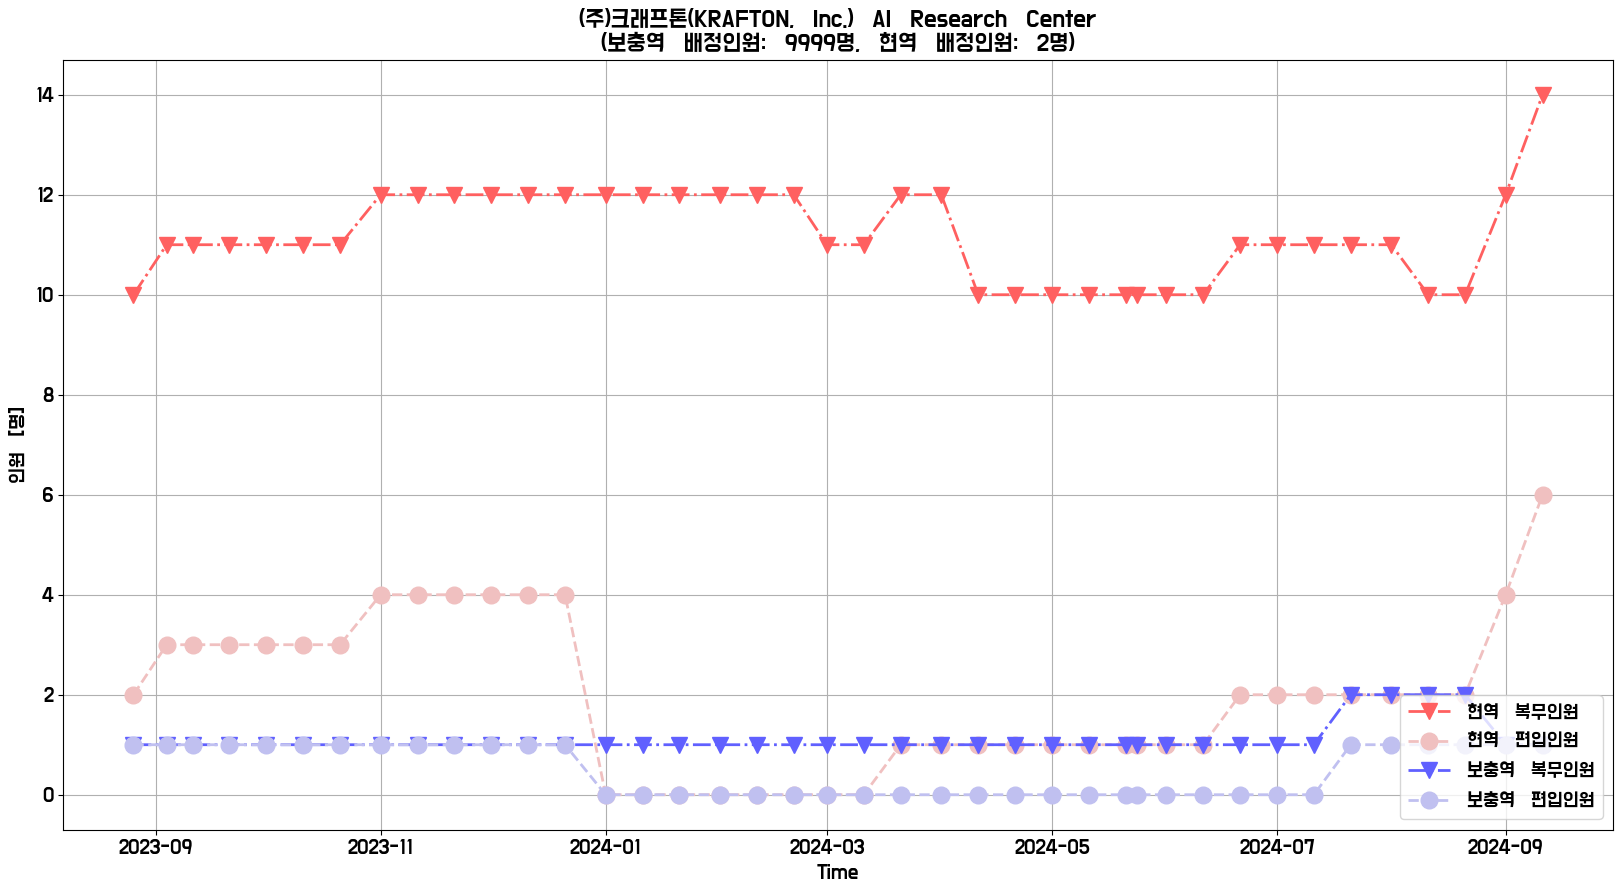 (주)크래프톤(KRAFTON, Inc.) AI Research Center
(보충역 배정인원: 9999명, 현역 배정인원: 2명)
14
12
10
8
6
4
2
0
인원 [명]
현역 복무인원
현역 편입인원
보충역 복무인원
보충역 편입인원
2023-09 2023-11 2024-01 2024-03 2024-05 2024-07 2024-09
Time